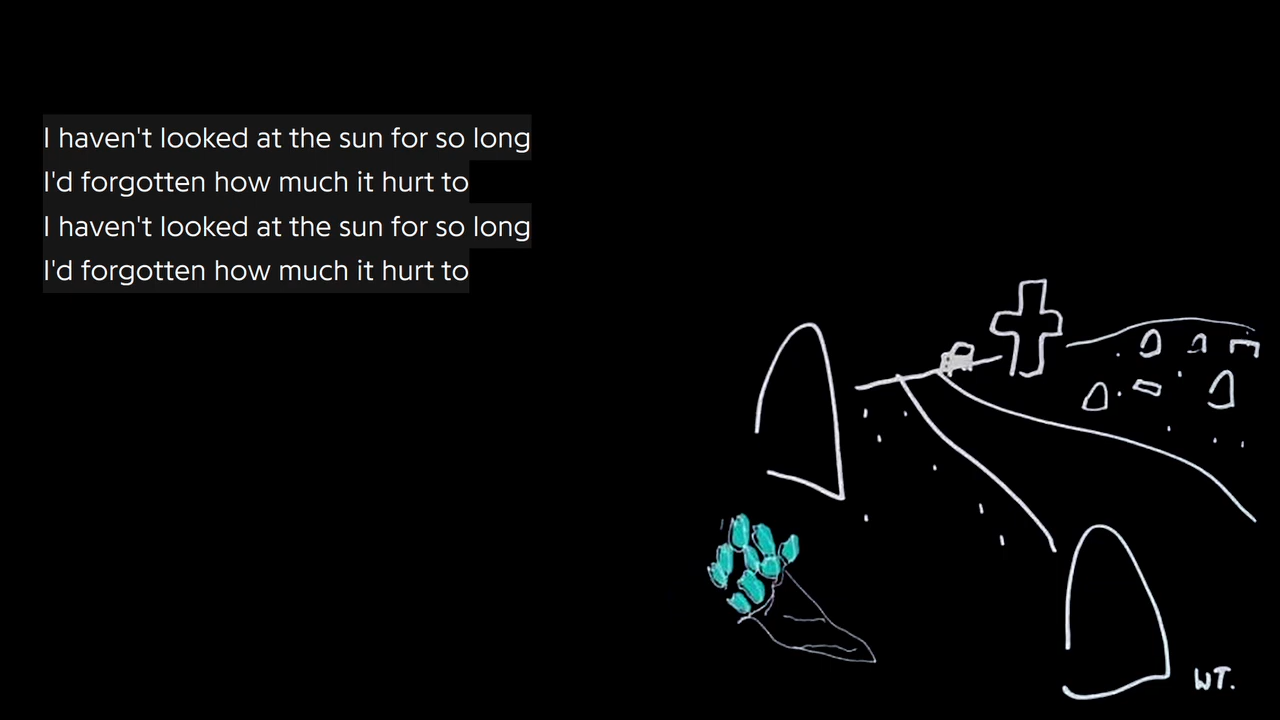 I haven't looked at the sun for so long
I'd forgotten how much it hurt to
I haven't looked at the sun for so long
I'd forgotten how much it hurt to
WT.